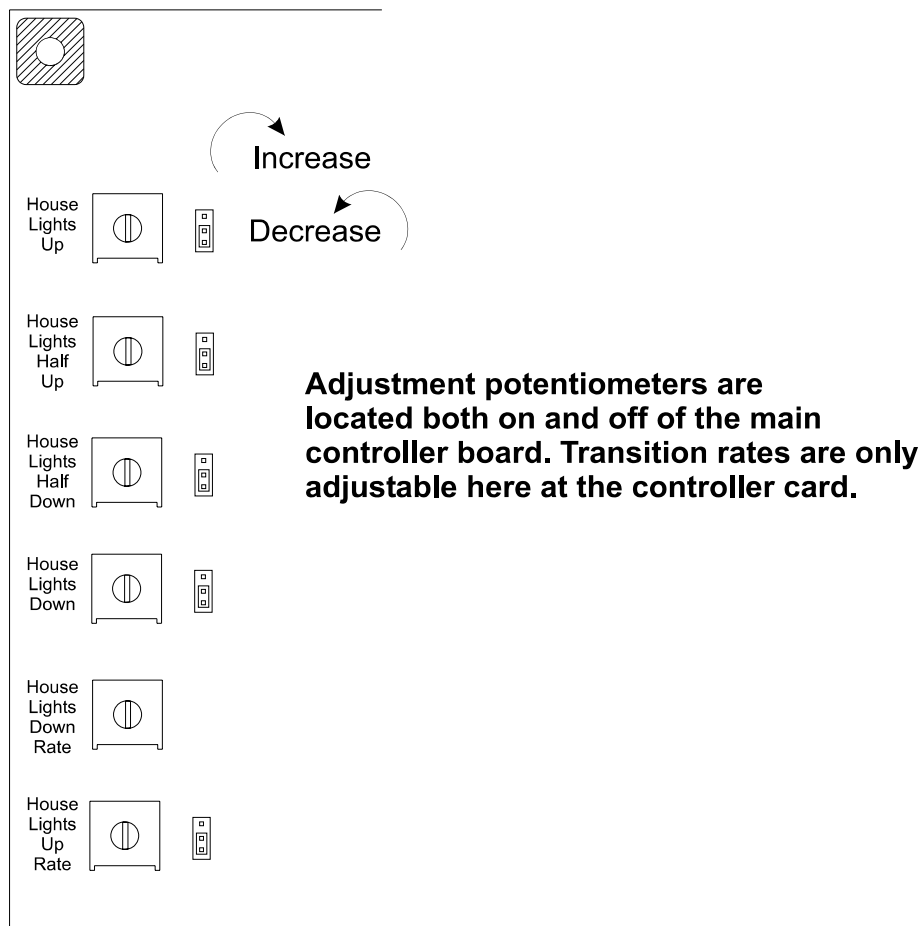 Increase
House
Lights
Up
Decrease
House
Lights
Half
Up
Adjustment potentiometers are
located both on and off of the main
controller board. Transition rates are only
adjustable here at the controller card.
House
Lights
Half
Down
House
Lights
Down
House
Lights
Down
Rate
House
Lights
Up
Rate